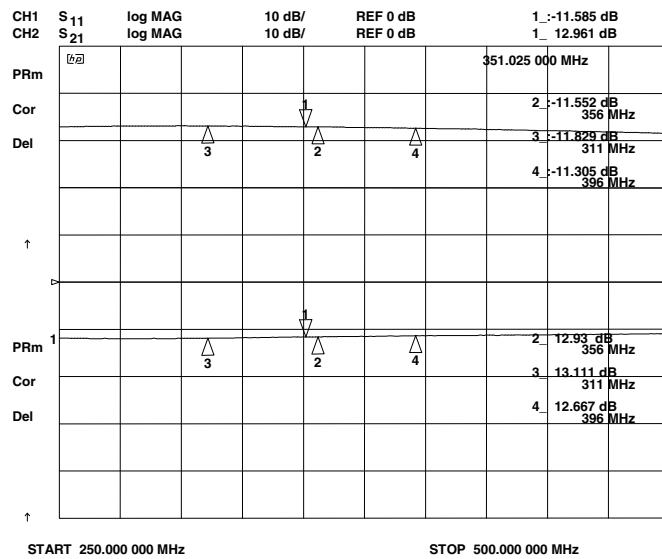 CH1 S11 log MAG 10 dB/ REF 0 dB 1_:-11.585 dB
CH2 S21 log MAG 10 dB/ REF 0 dB 1_ 12.961 dB
hp
351.025 000 MHz
PRm
Cor
Del
2_:-11.552 dB
356 MHz
3_:-11.829 dB
311 MHz
4_:-11.305 dB
396 MHz
1
3
2
4
1
1
3
2
4
PRm
Cor
Del
2_ 12.93 dB
356 MHz
3_ 13.111 dB
311 MHz
4_ 12.667 dB
396 MHz
START 250.000 000 MHz STOP 500.000 000 MHz